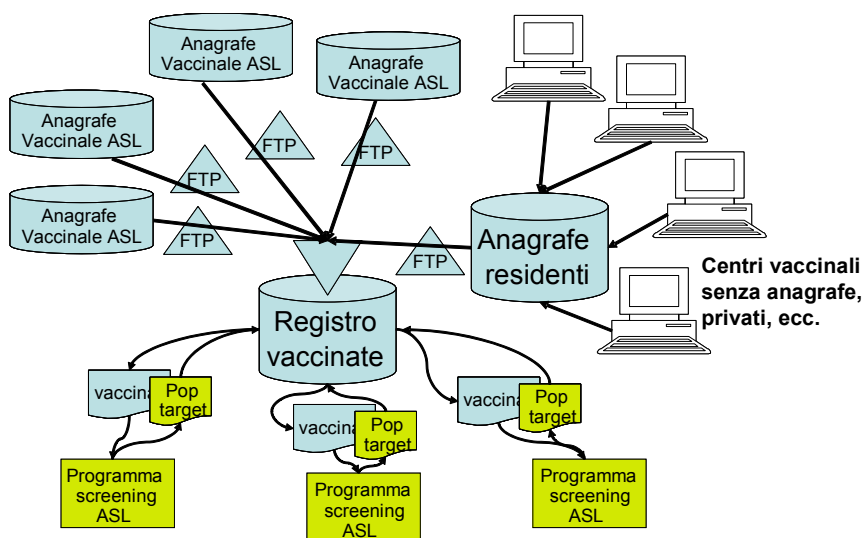 Anagrafe
Vaccinale ASL
Anagrafe
Vaccinale ASL
Anagrafe
Vaccinale ASL
Anagrafe
Vaccinale ASL
FTP
FTP
FTP
FTP
FTP
Anagrafe
residenti
Centri vaccinali
senza anagrafe,
privati, ecc.
Registro
vaccinate
Pop
target
Pop
target
Pop
target
Programma
screening
ASL
Programma
screening
ASL
Programma
screening
ASL